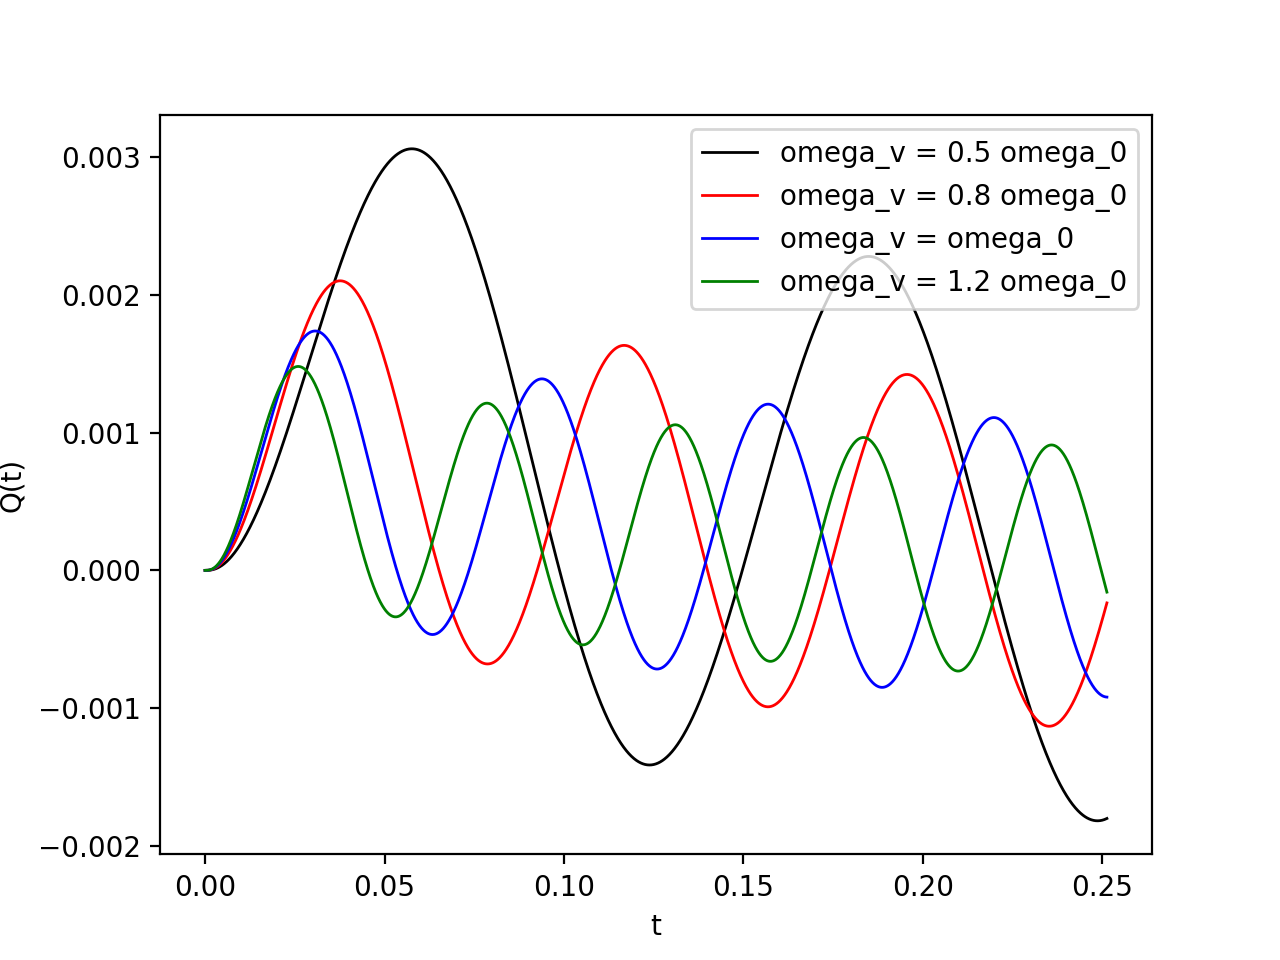 omega_v = 0.5 omega_0
omega_v = 0.8 omega_0
omega_v = omega_0
omega_v = 1.2 omega_0
Q(t)
0.003
0.002
0.001
0.000
−0.001
−0.002
0.00 0.05 0.10 0.15 0.20 0.25
t